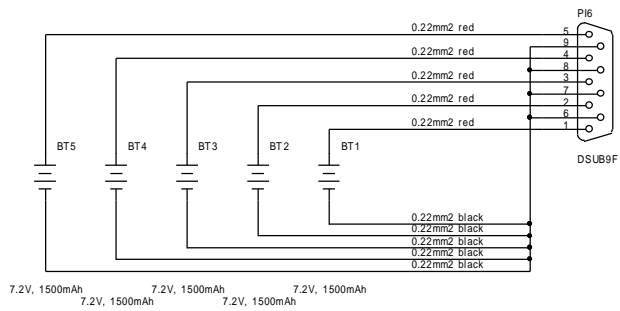 PI6
0.22mm2 red
5
9
0.22mm2 red
4
8
0.22mm2 red
3
7
0.22mm2 red
2
6
0.22mm2 red
1
BT5
BT4
BT3
BT2
BT1
DSUB9F
0.22mm2 black
0.22mm2 black
0.22mm2 black
0.22mm2 black
0.22mm2 black
7.2V, 1500mAh
7.2V, 1500mAh
7.2V, 1500mAh
7.2V, 1500mAh
7.2V, 1500mAh